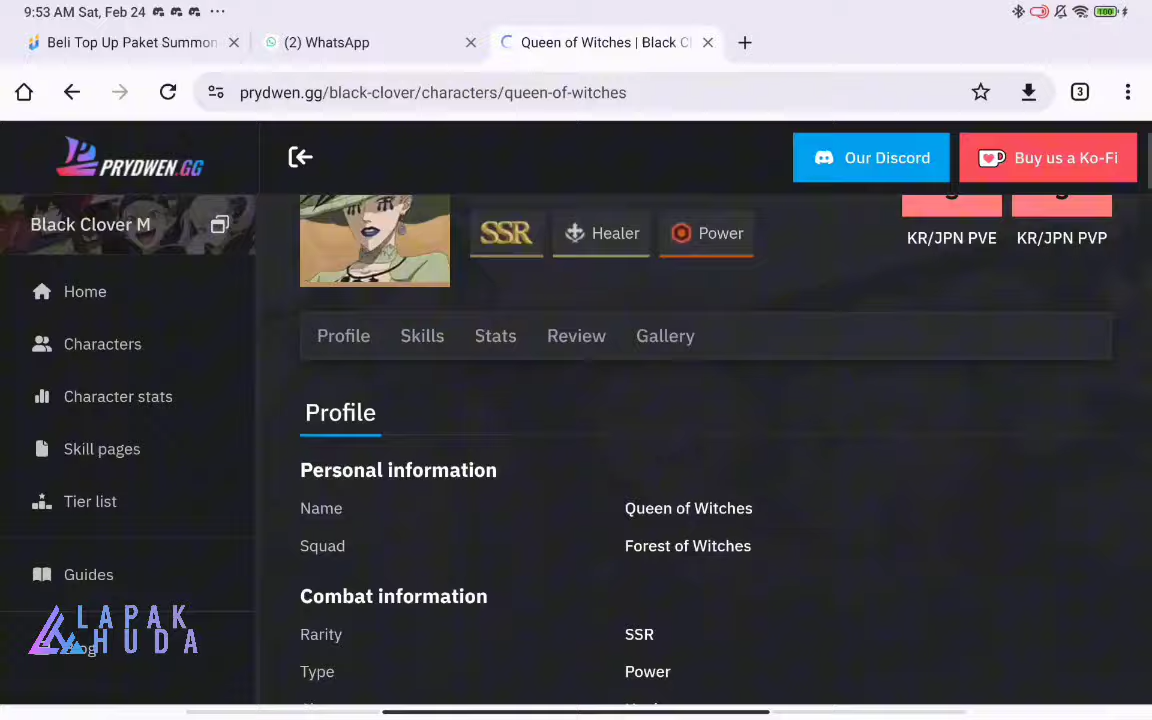 9:53 AM Sat, Feb 24
100
Beli Top Up Paket Summon
(2) WhatsApp
Queen of Witches | Black Cl
prydwen.gg/black-clover/characters/queen-of-witches
3
PRYDWEN.GG
Our Discord
Buy us a Ko-Fi
Black Clover M
SSR
Healer
Power
KR/JPN PVE
KR/JPN PVP
Home
Characters
Character stats
Skill pages
Tier list
Guides
LAPAK
HUDA
Profile
Skills
Stats
Review
Gallery
Profile
Personal information
Name
Queen of Witches
Squad
Forest of Witches
Combat information
Rarity
SSR
Type
Power